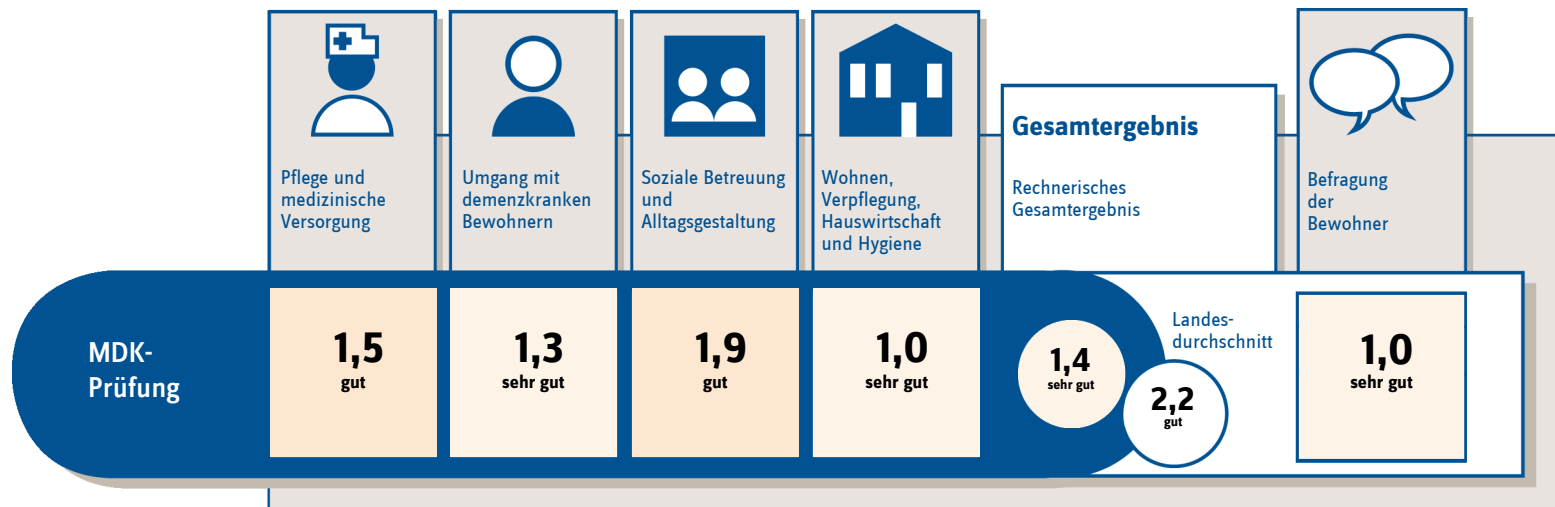 Pflege und
medizinische
Versorgung
Umgang mit
demenzkranken
Bewohnern
Soziale Betreuung
und
Alltagsgestaltung
Wohnen,
Verpflegung,
Hauswirtschaft
und Hygiene
Gesamtergebnis
Rechnerisches
Gesamtergebnis
Befragung
der
Bewohner
MDK-
Prüfung
1,5
gut
1,3
sehr gut
1,9
gut
1,0
sehr gut
1,4
sehr gut
Landes-
durchschnitt
2,2
gut
1,0
sehr gut